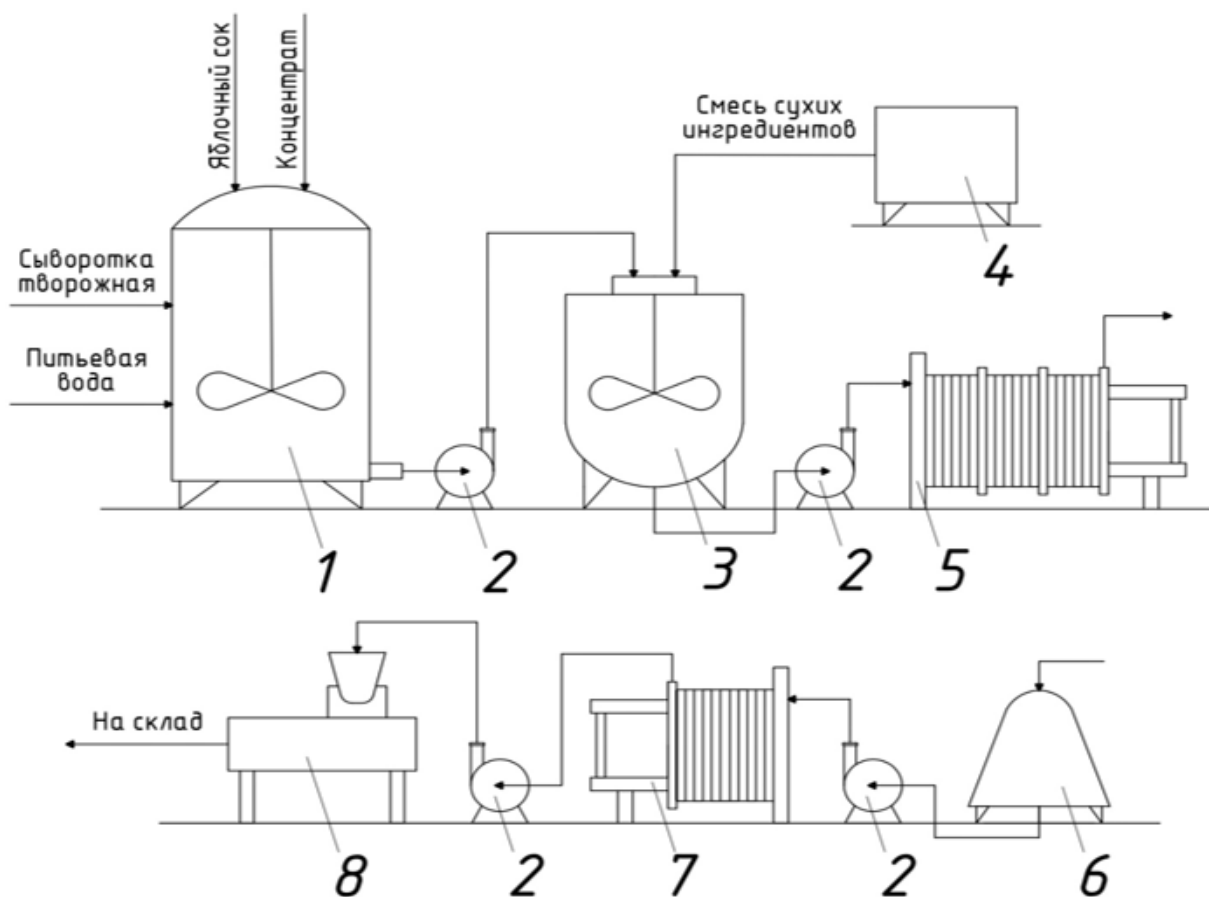 Яблочный сок
Концентрат
Смесь сухих
ингредиентов
Сыворотка
творожная
Питьевая
вода
4
1
2
3
2
5
На склад
8
2
7
2
6